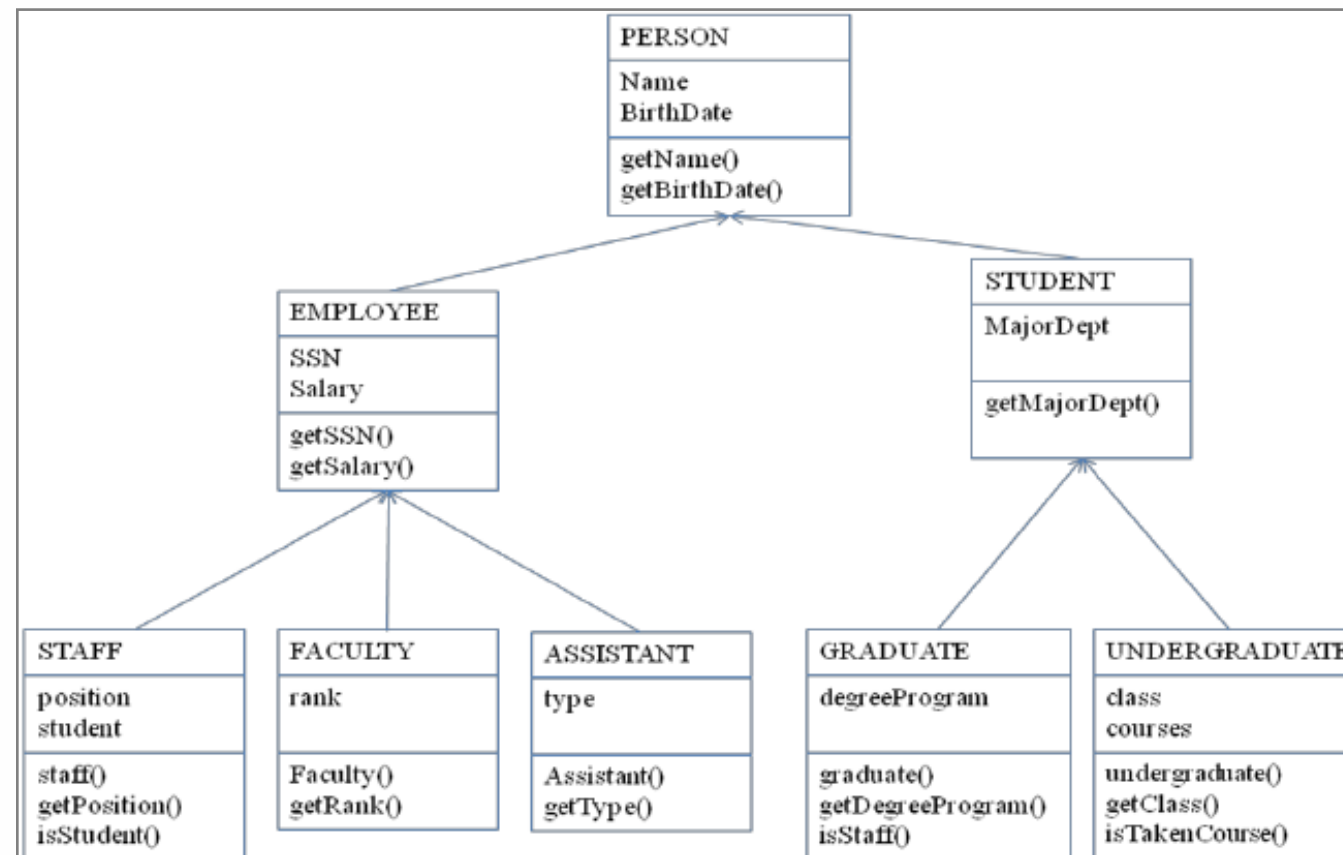 PERSON
Name
BirthDate
getName()
getBirthDate()
EMPLOYEE
SSN
Salary
getSSN()
getSalary()
STUDENT
MajorDept
getMajorDept()
STAFF
position
student
staff()
getPosition()
isStudent()
FACULTY
rank
Faculty()
getRank()
ASSISTANT
type
Assistant()
getType()
GRADUATE
degreeProgram
graduate()
getDegreeProgram()
isStaff()
UNDERGRADUATE
class
courses
undergraduate()
getClass()
isTakenCourse()